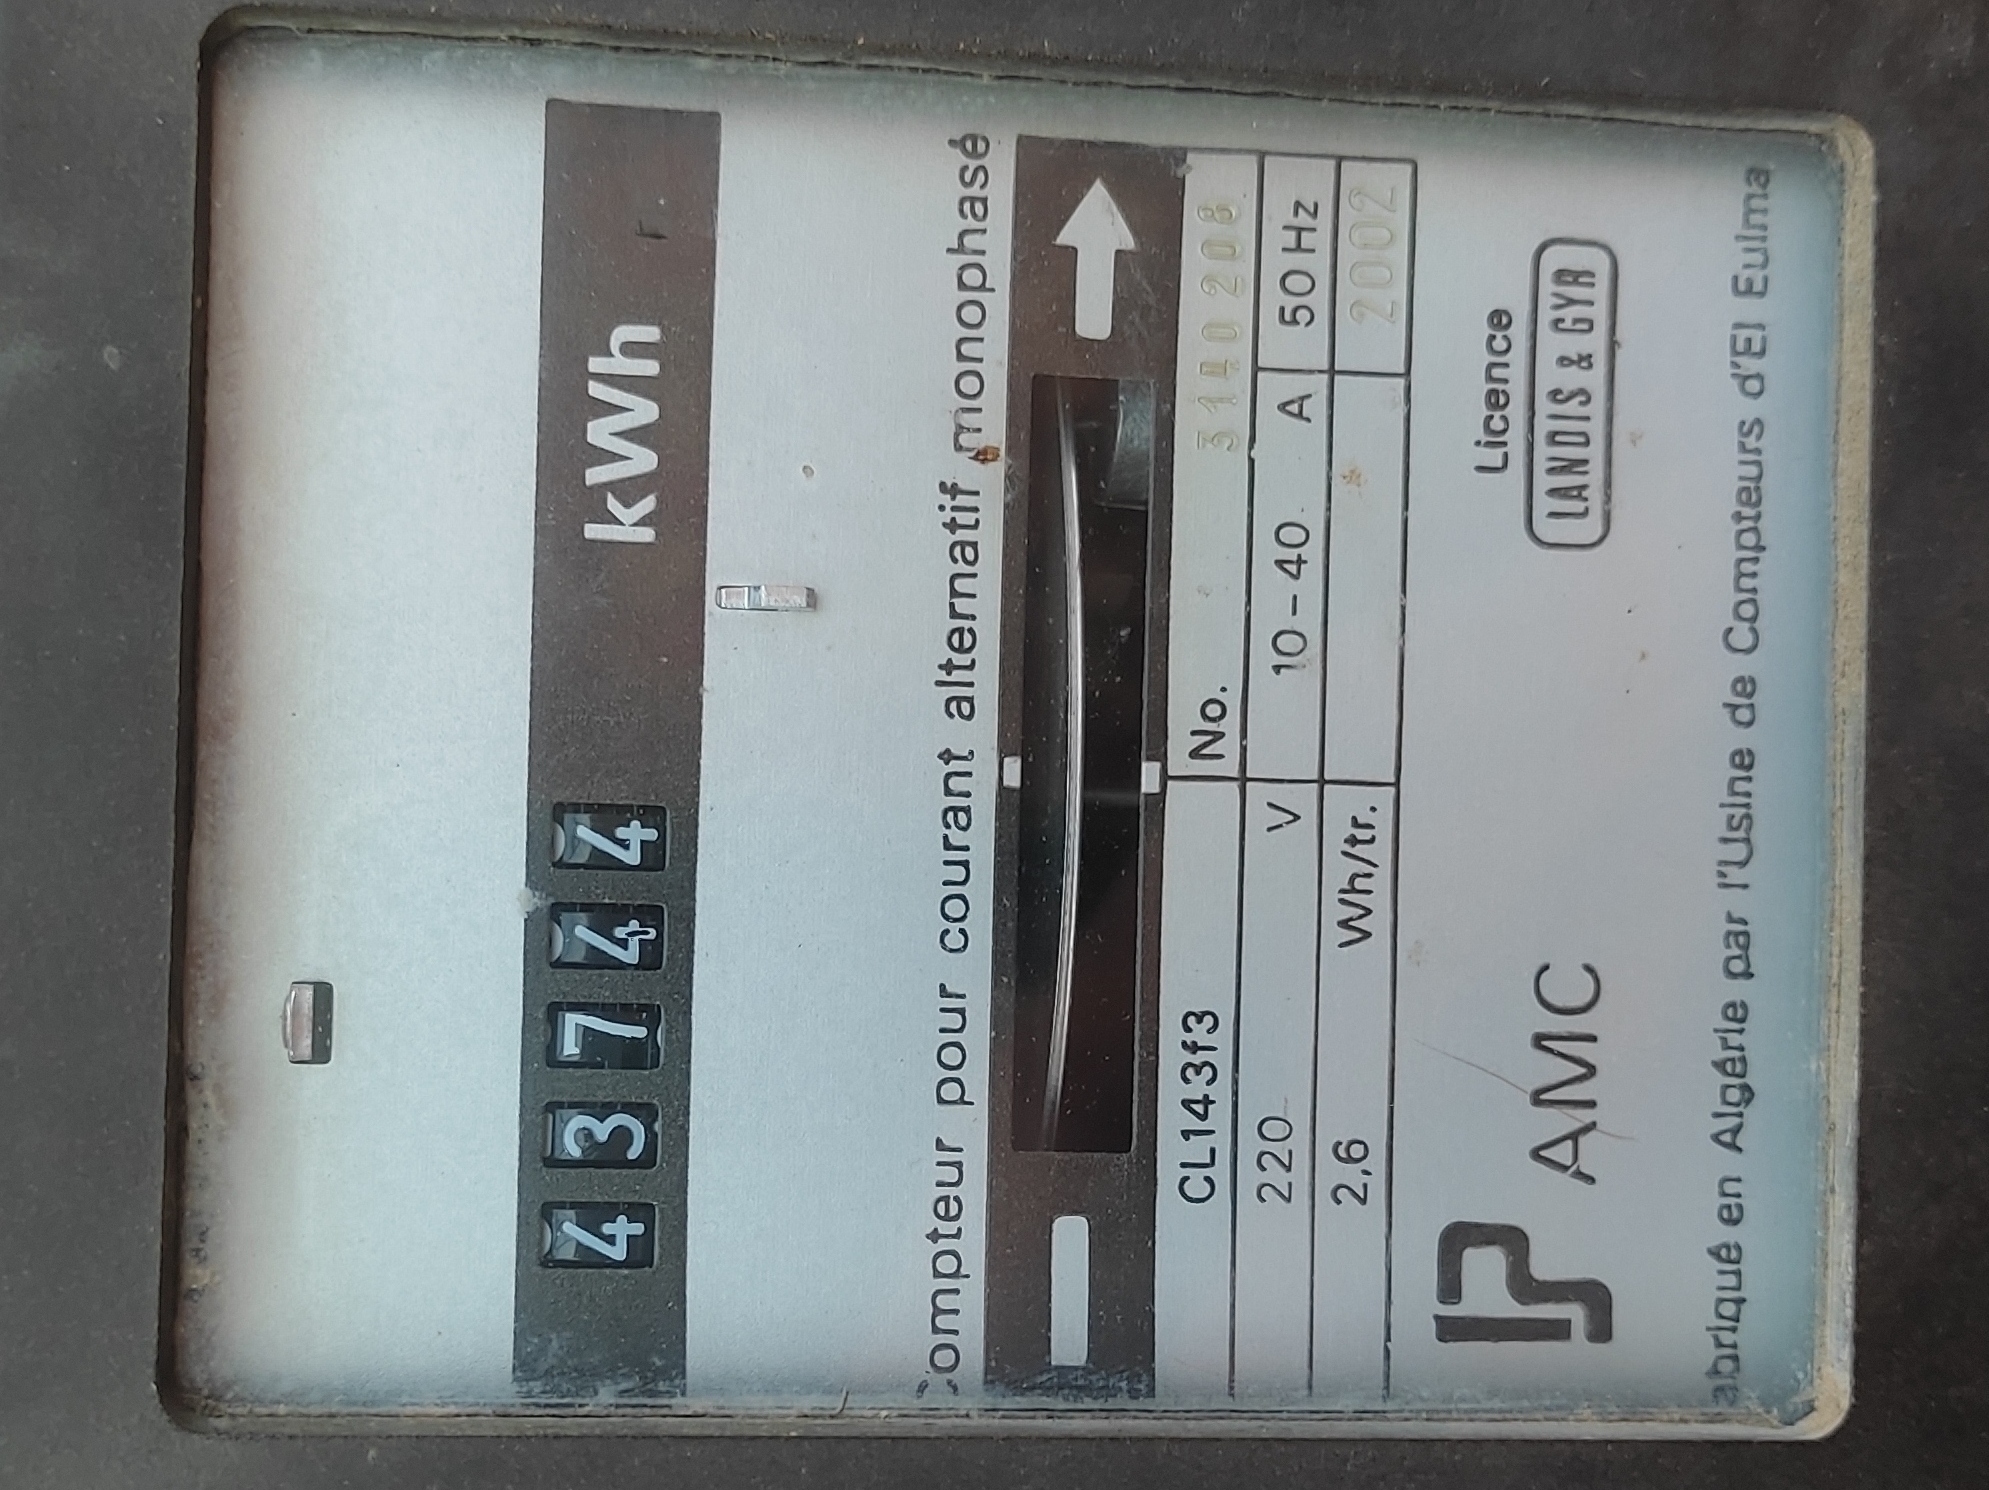 43744 kWh
Compteur pour courant alternatif monophasé
CL143f3 No. 3140208
220 V 10-40 A 50 Hz
2,6 Wh/tr. 2002
AMC
Licence
LANDIS & GYR
abriqué en Algérie par l'Usine de Compteurs d'El Eulma